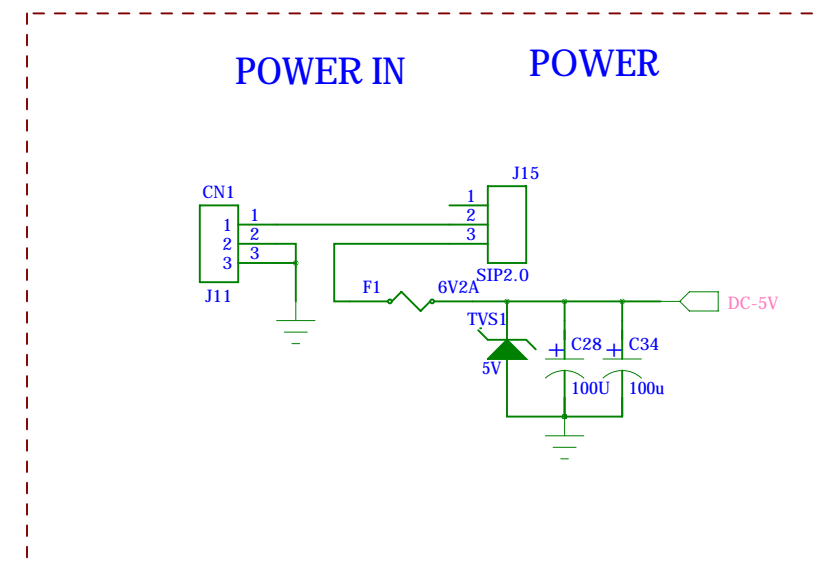 POWER IN
POWER
J15
CN1
1
2
3
1
2
3
1
2
3
J11
SIP2.0
F1
6V2A
DC-5V
TVS1
5V
C28
100U
C34
100u